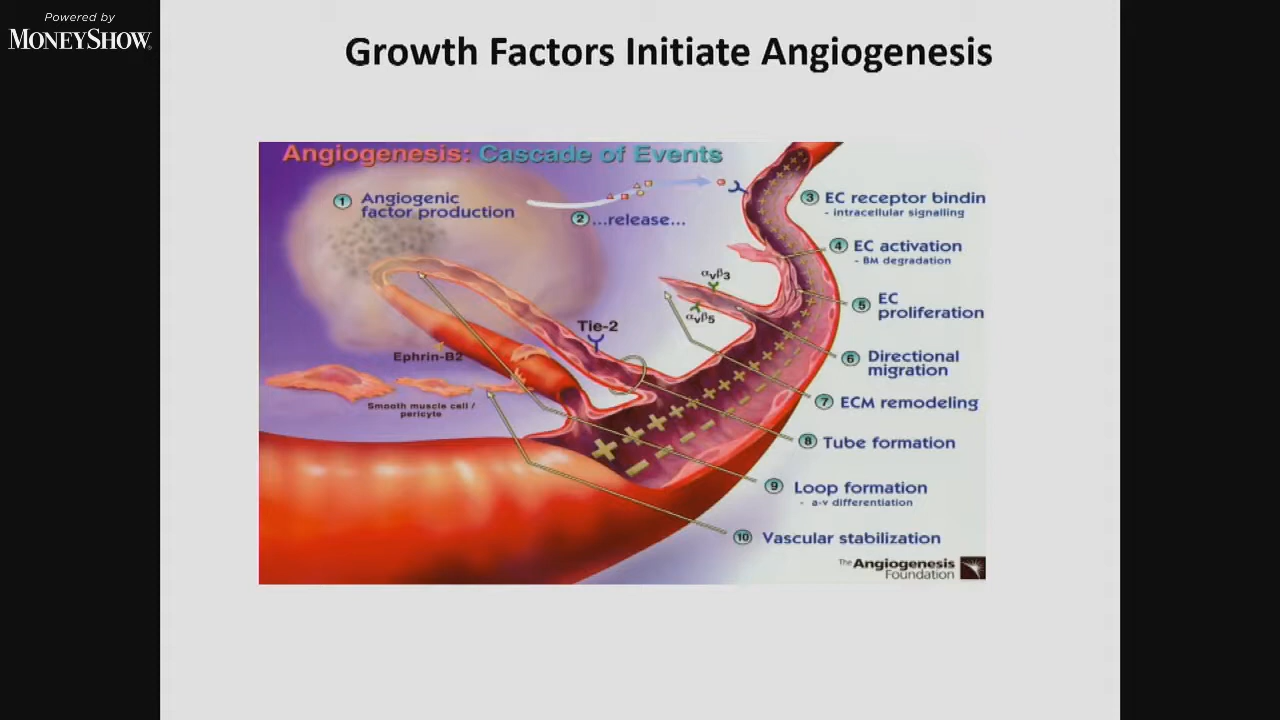 Powered by
MONEYSHOW
Growth Factors Initiate Angiogenesis
Angiogenesis: Cascade of Events
1 Angiogenic
factor production
2 ...release...
3 EC receptor bindin
- intracellular signalling
4 EC activation
- BM degradation
αvβ3
5 EC
proliferation
αvβ5
Tie-2
Ephrin-B2
6 Directional
migration
7 ECM remodeling
Smooth muscle cell /
pericyte
8 Tube formation
9 Loop formation
- a-v differentiation
10 Vascular stabilization
The Angiogenesis
Foundation